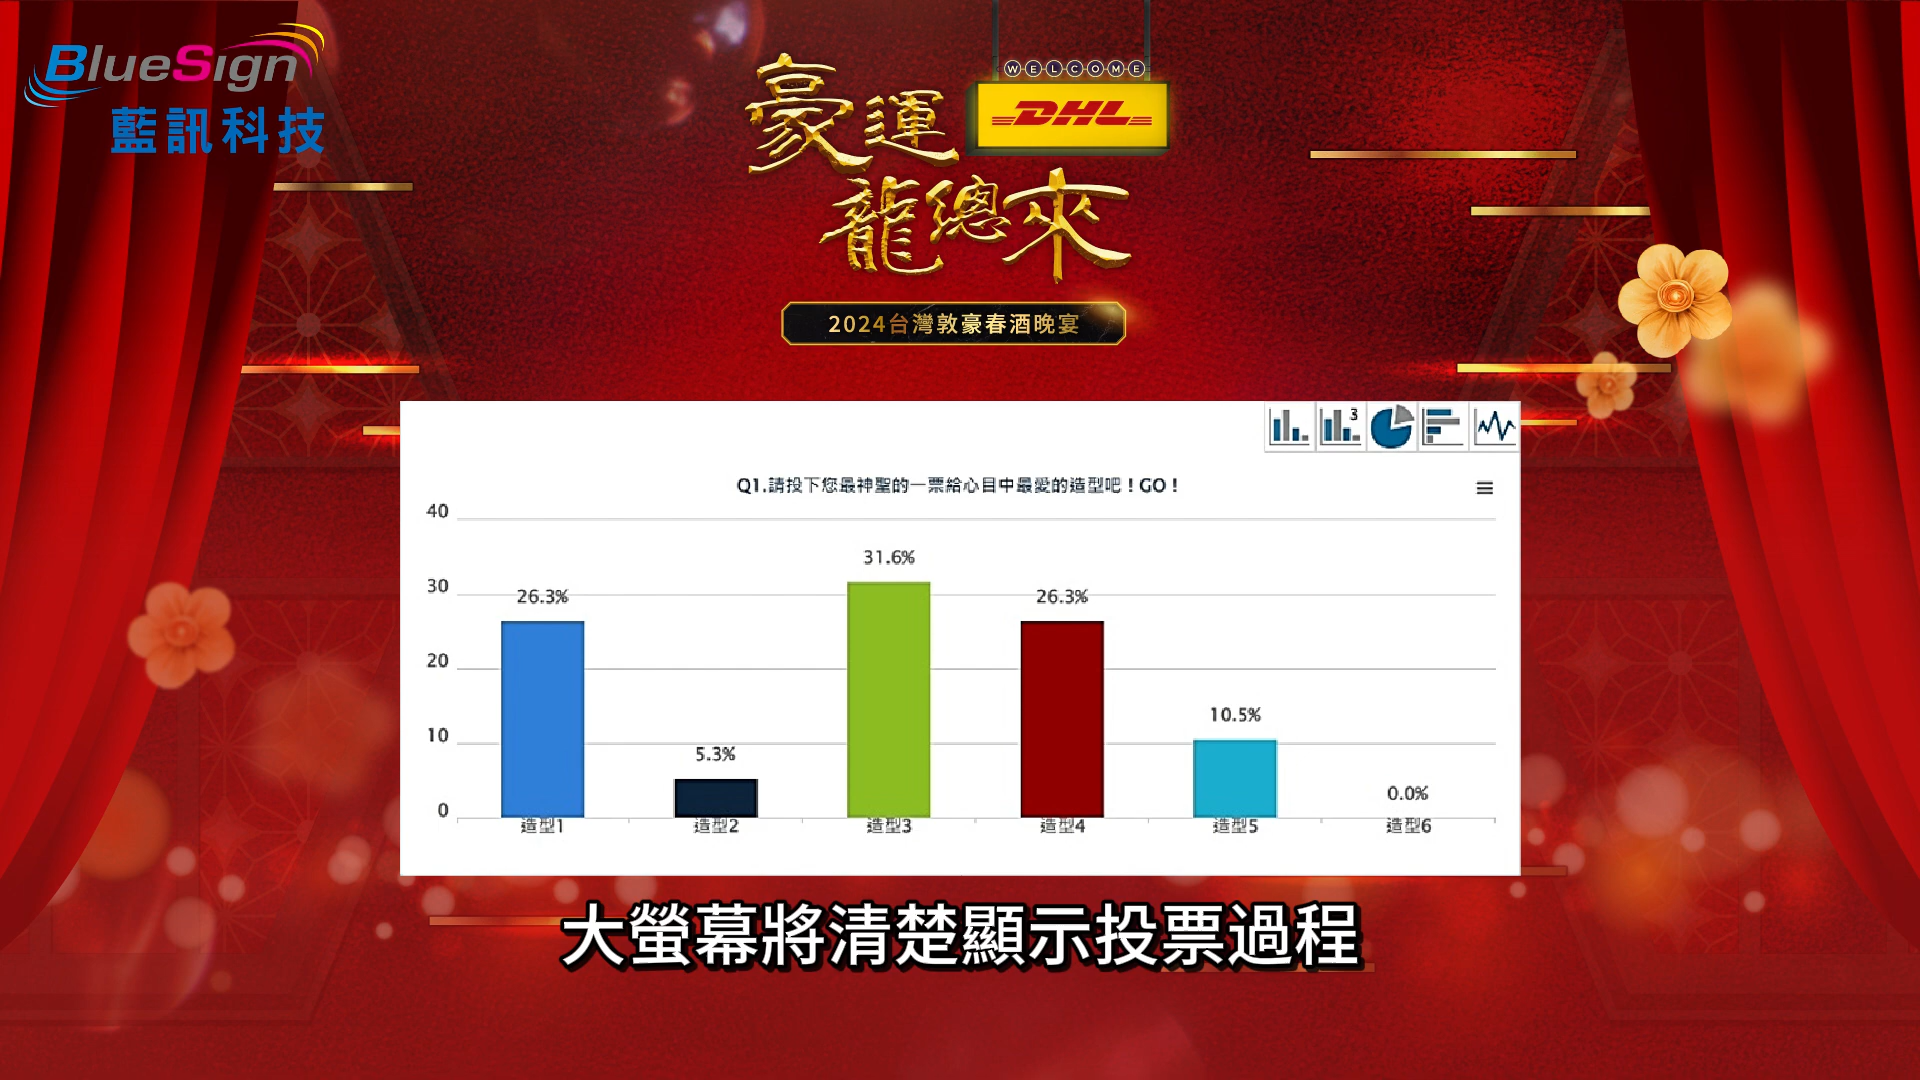 BlueSign
藍訊科技
WELCOME
DHL
豪運
龍總來
2024台灣敦豪春酒晚宴
3
Q1.請投下您最神聖的一票給心目中最愛的造型吧！GO！
40
30
20
10
0
26.3%
5.3%
31.6%
26.3%
10.5%
0.0%
造型1
造型2
造型3
造型4
造型5
造型6
大螢幕將清楚顯示投票過程